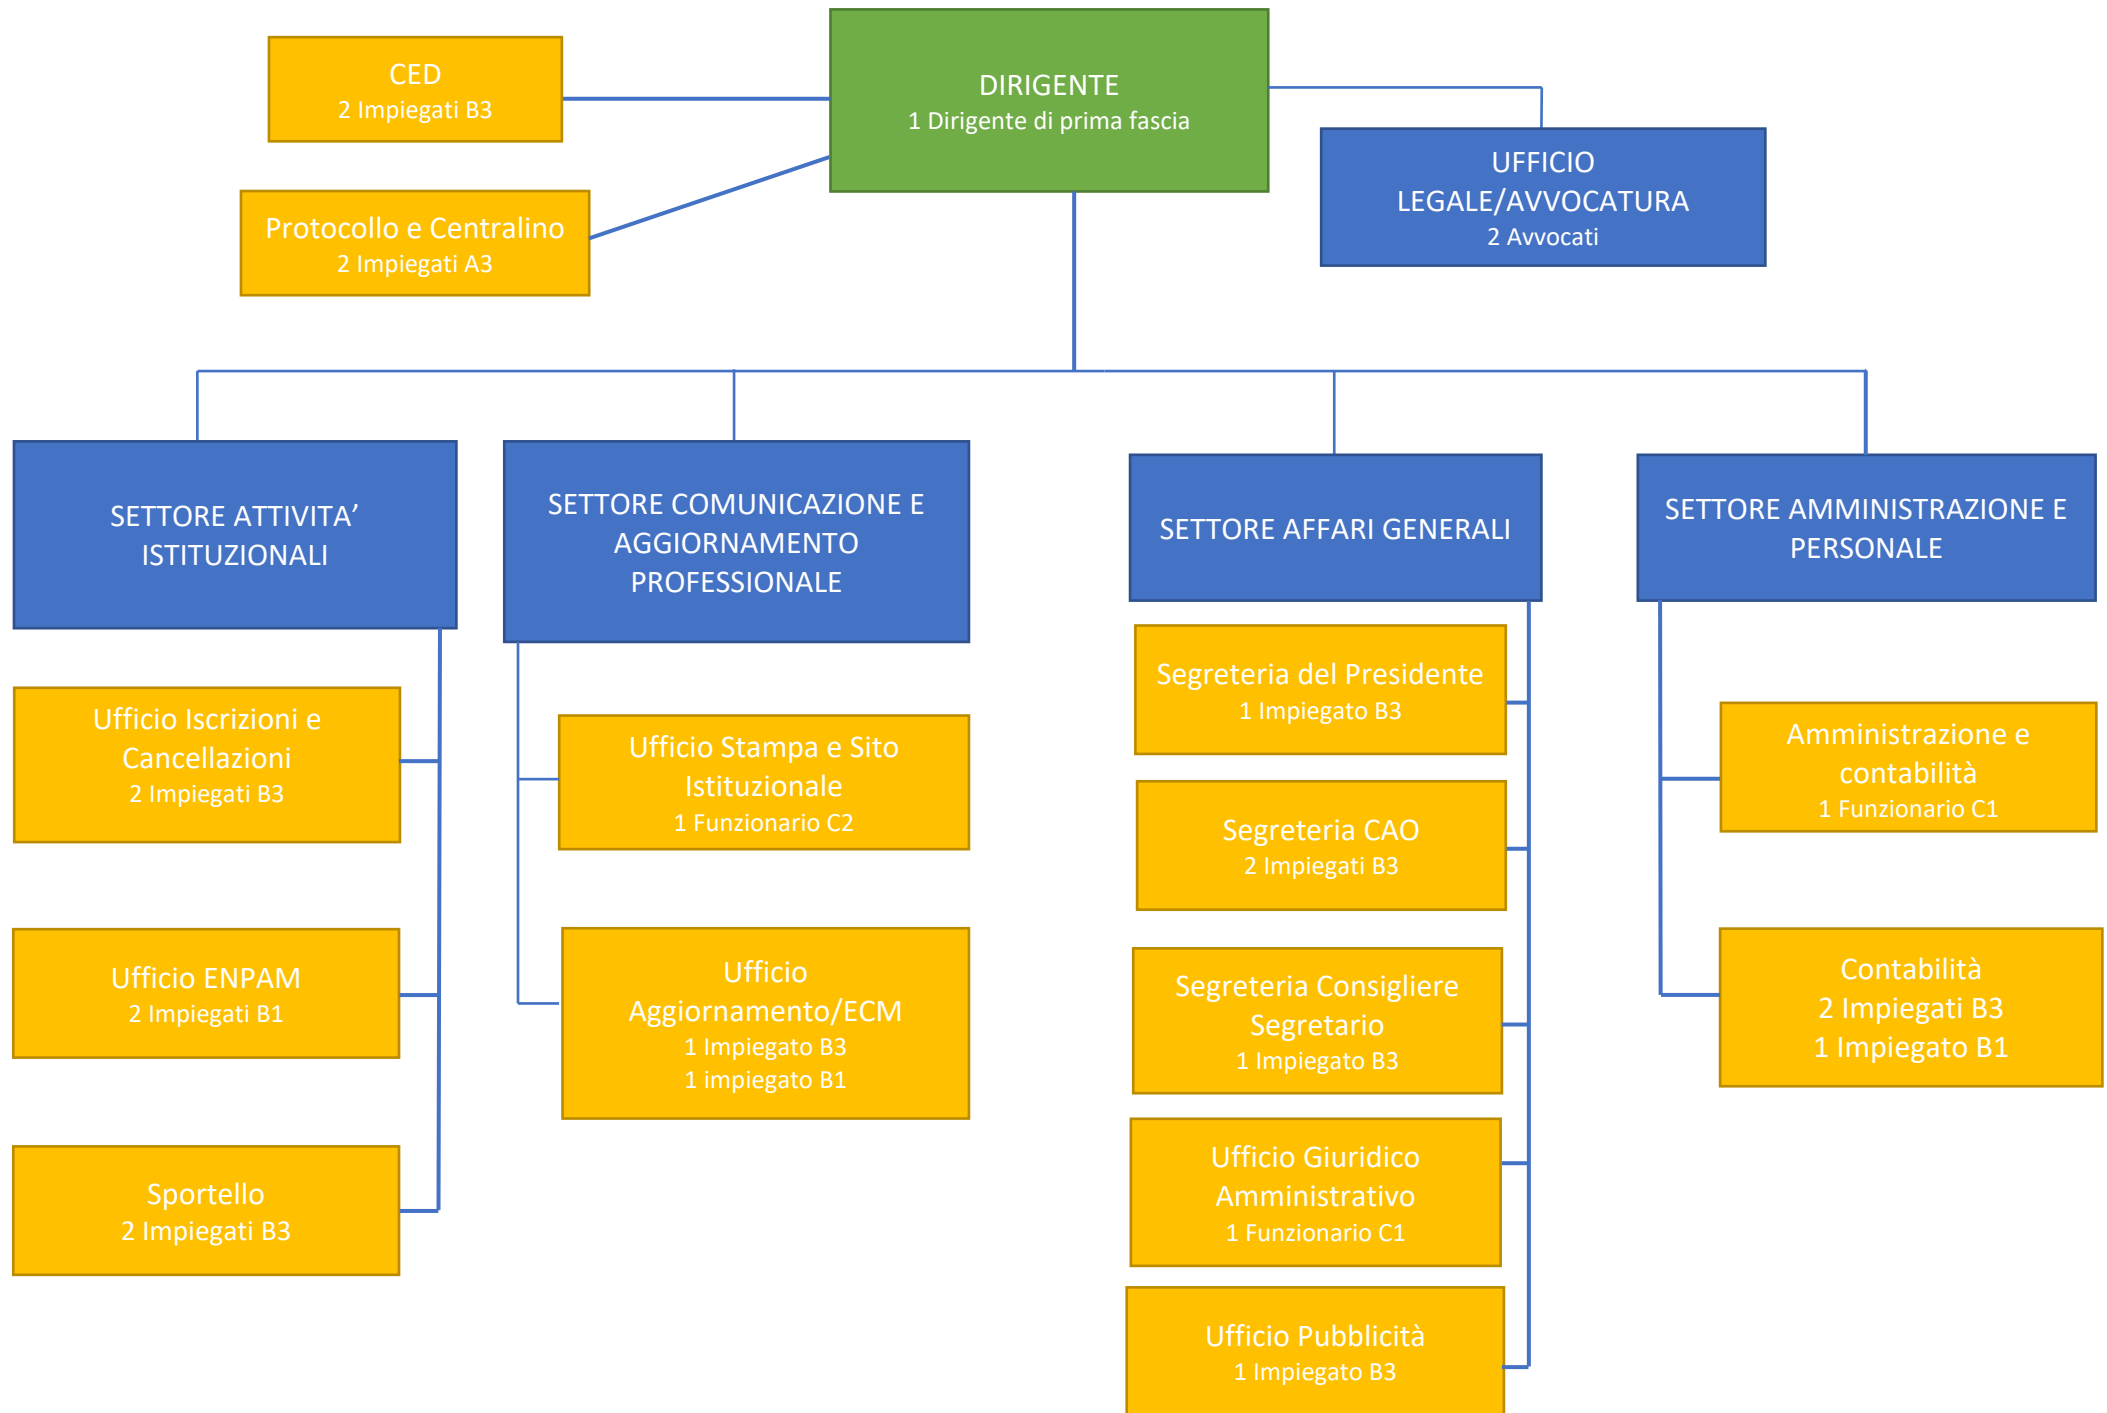 CED
2 Impiegati B3
DIRIGENTE
1 Dirigente di prima fascia
UFFICIO
LEGALE/AVVOCATURA
2 Avvocati
Protocollo e Centralino
2 Impiegati A3
SETTORE ATTIVITA’
ISTITUZIONALI
SETTORE COMUNICAZIONE E
AGGIORNAMENTO
PROFESSIONALE
SETTORE AFFARI GENERALI
SETTORE AMMINISTRAZIONE E
PERSONALE
Ufficio Iscrizioni e
Cancellazioni
2 Impiegati B3
Ufficio ENPAM
2 Impiegati B1
Sportello
2 Impiegati B3
Ufficio Stampa e Sito
Istituzionale
1 Funzionario C2
Ufficio
Aggiornamento/ECM
1 Impiegato B3
1 impiegato B1
Segreteria del Presidente
1 Impiegato B3
Segreteria CAO
2 Impiegati B3
Segreteria Consigliere
Segretario
1 Impiegato B3
Ufficio Giuridico
Amministrativo
1 Funzionario C1
Ufficio Pubblicità
1 Impiegato B3
Amministrazione e
contabilità
1 Funzionario C1
Contabilità
2 Impiegati B3
1 Impiegato B1